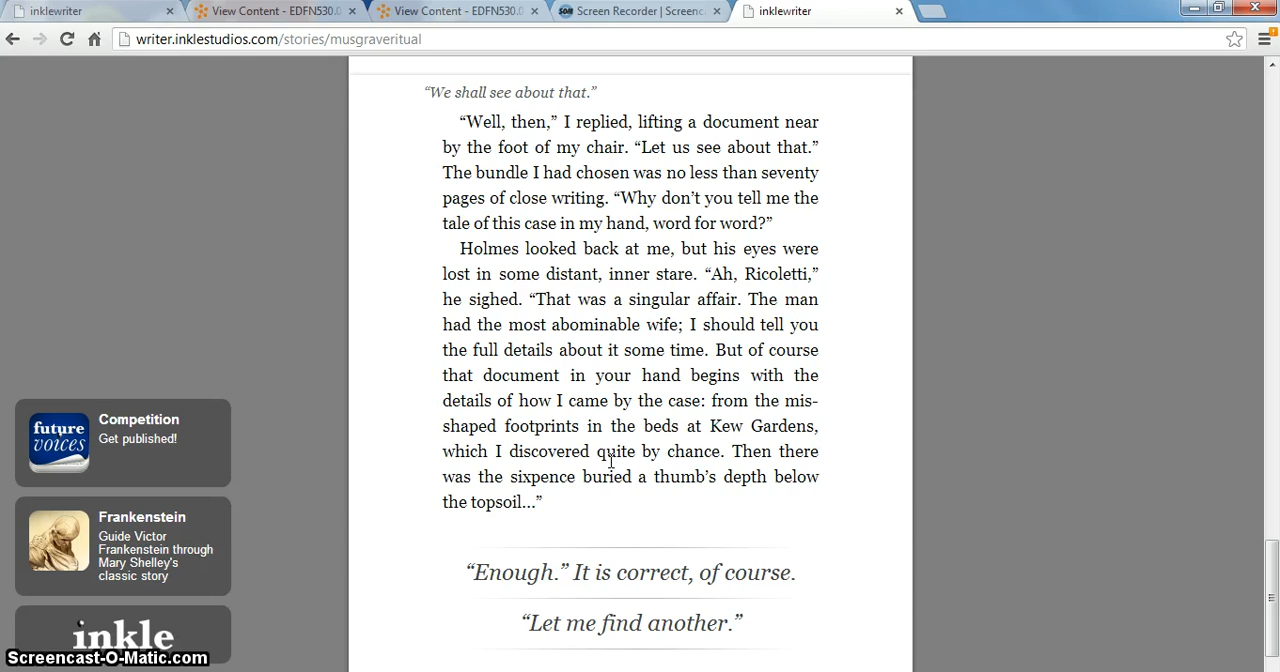 inklewriter
View Content - EDFN530.0
View Content - EDFN530.
SOM
Screen Recorder | Screenc
inklewriter
writer.inklestudios.com/stories/musgraveritual
“We shall see about that.”
“Well, then,” I replied, lifting a document near
by the foot of my chair. “Let us see about that.”
The bundle I had chosen was no less than seventy
pages of close writing. “Why don’t you tell me the
tale of this case in my hand, word for word?”
Holmes looked back at me, but his eyes were
lost in some distant, inner stare. “Ah, Ricoletti,”
he sighed. “That was a singular affair. The man
had the most abominable wife; I should tell you
the full details about it some time. But of course
that document in your hand begins with the
details of how I came by the case: from the mis-
shaped footprints in the beds at Kew Gardens,
which I discovered quite by chance. Then there
was the sixpence buried a thumb’s depth below
the topsoil...”
“Enough.” It is correct, of course.
“Let me find another.”
future
voices
Competition
Get published!
Frankenstein
Guide Victor
Frankenstein through
Mary Shelley's
classic story
inkle
Screencast-O-Matic.com